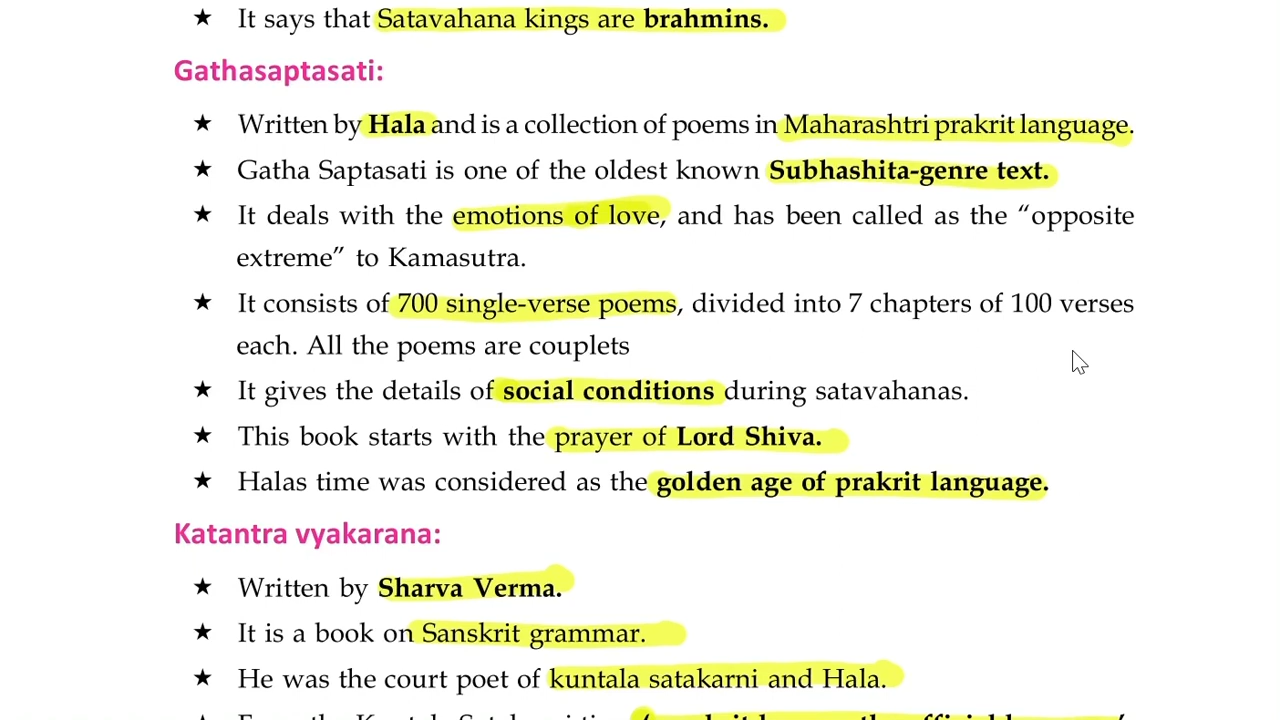 ★ It says that Satavahana kings are brahmins.
Gathasaptasati:
★ Written by Hala and is a collection of poems in Maharashtri prakrit language.
★ Gatha Saptasati is one of the oldest known Subhashita-genre text.
★ It deals with the emotions of love, and has been called as the “opposite
extreme” to Kamasutra.
★ It consists of 700 single-verse poems, divided into 7 chapters of 100 verses
each. All the poems are couplets
★ It gives the details of social conditions during satavahanas.
★ This book starts with the prayer of Lord Shiva.
★ Halas time was considered as the golden age of prakrit language.
Katantra vyakarana:
★ Written by Sharva Verma.
★ It is a book on Sanskrit grammar.
★ He was the court poet of kuntala satakarni and Hala.